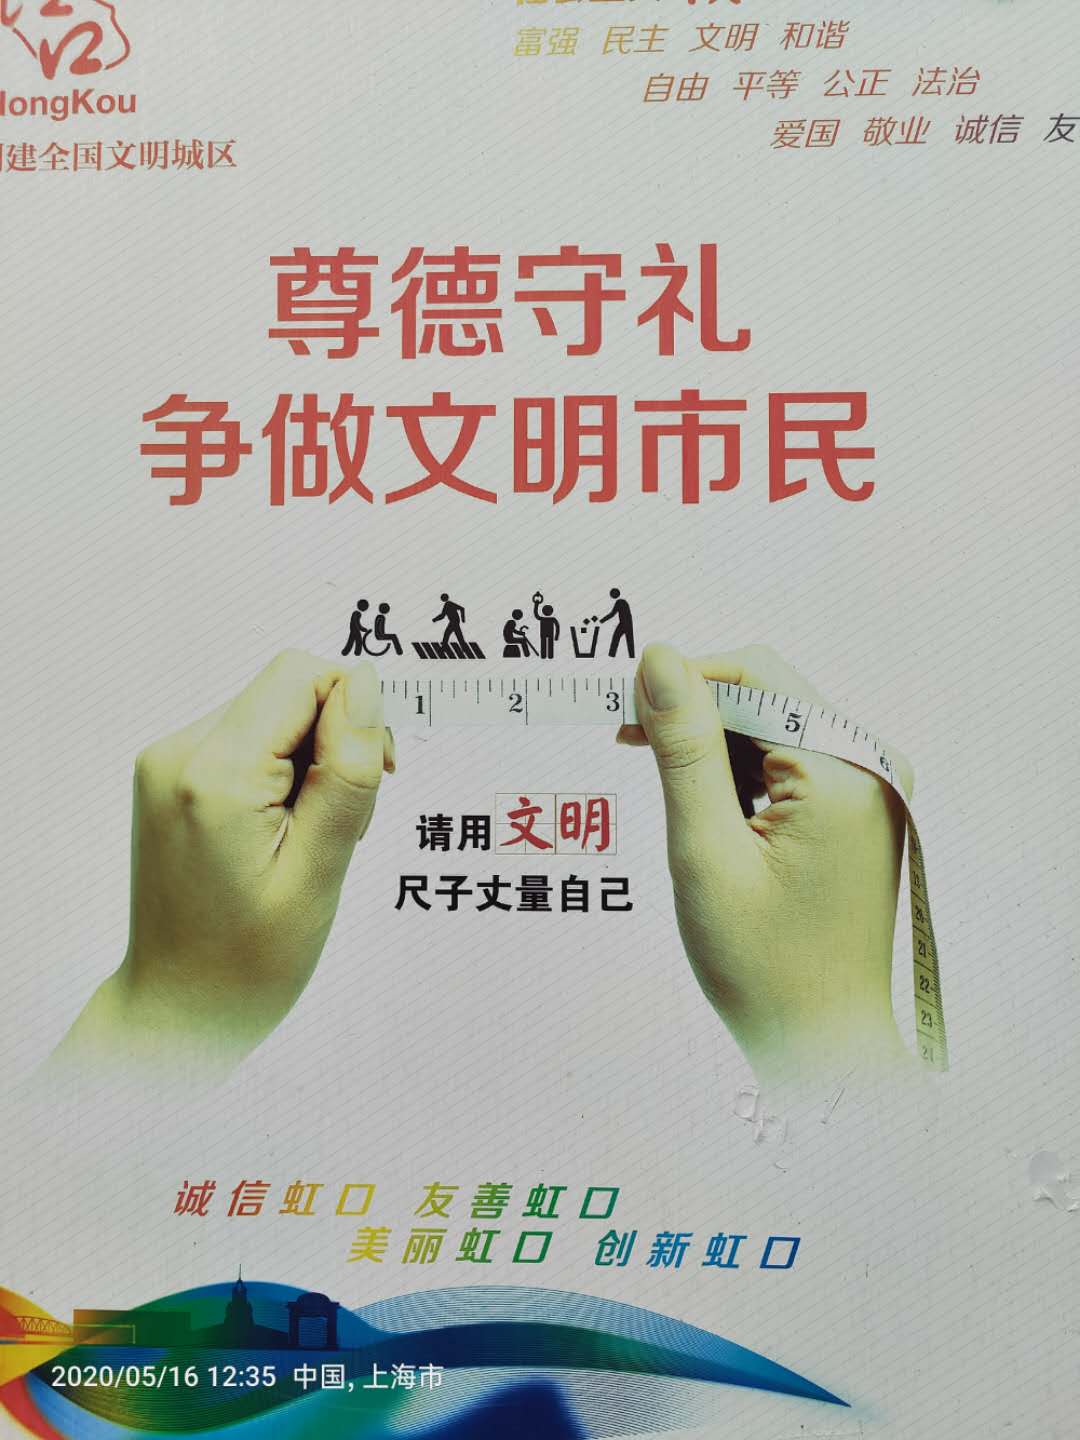 HongKou
创建全国文明城区
富强 民主 文明 和谐
自由 平等 公正 法治
爱国 敬业 诚信 友
尊德守礼
争做文明市民
1 2 3 5 6
请用文明
尺子丈量自己
20
21
22
23
诚信虹口 友善虹口
美丽虹口 创新虹口
2020/05/16 12:35 中国, 上海市